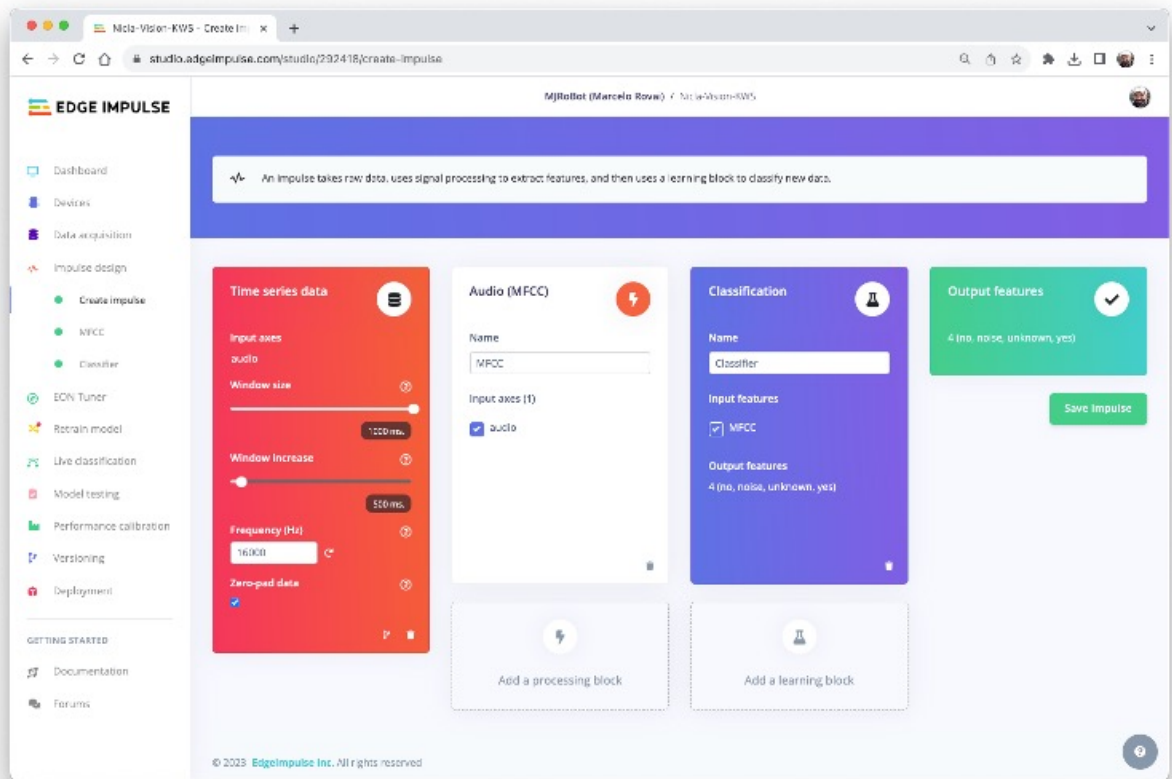 Nicla-Vision-KWS - Create im
studio.edgeimpulse.com/studio/292418/create-impulse
EDGE IMPULSE
MJRoBot (Marcelo Rovai) / Nicla-Vision-KWS
An impulse takes raw data, uses signal processing to extract features, and then uses a learning block to classify new data.
Dashboard
Devices
Data acquisition
Impulse design
Create impulse
MFCC
Classifier
EON Tuner
Retrain model
Live classification
Model testing
Performance calibration
Versioning
Deployment
GETTING STARTED
Documentation
Forums
Time series data
Input axes
audio
Window size
1000 ms.
Window increase
500 ms.
Frequency (Hz)
16000
Zero-pad data
Audio (MFCC)
Name
MFCC
Input axes (1)
audio
Add a processing block
Classification
Name
Classifier
Input features
MFCC
Output features
4 (no, noise, unknown, yes)
Add a learning block
Output features
4 (no, noise, unknown, yes)
Save Impulse
© 2023 EdgeImpulse Inc. All rights reserved